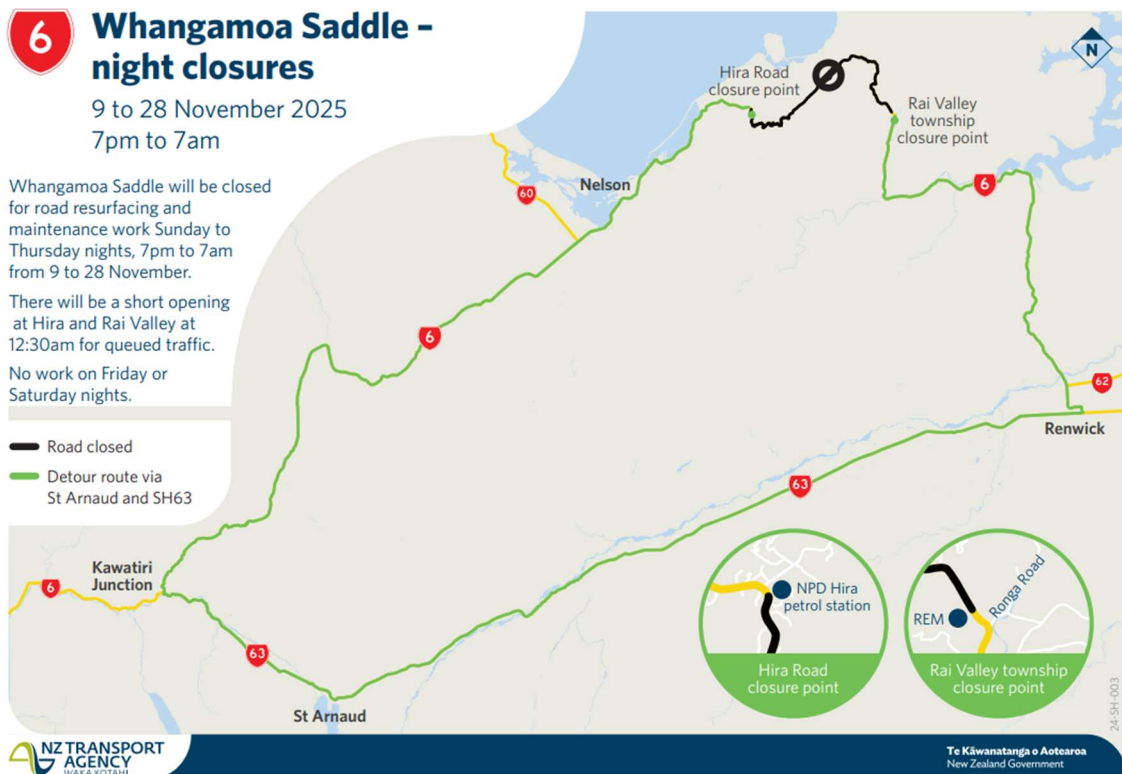 6
Whangamoa Saddle –
night closures
9 to 28 November 2025
7pm to 7am
Whangamoa Saddle will be closed
for road resurfacing and
maintenance work Sunday to
Thursday nights, 7pm to 7am
from 9 to 28 November.
There will be a short opening
at Hira and Rai Valley at
12:30am for queued traffic.
No work on Friday or
Saturday nights.
Road closed
Detour route via
St Arnaud and SH63
N
Hira Road
closure point
Rai Valley
township
closure point
Nelson
60
6
6
62
Renwick
63
Kawatiri
Junction
6
63
St Arnaud
NPD Hira
petrol station
Hira Road
closure point
REM
Ronga Road
Rai Valley township
closure point
24-SH-003
NZ TRANSPORT
AGENCY
WAKA KOTAHI
Te Kāwanatanga o Aotearoa
New Zealand Government